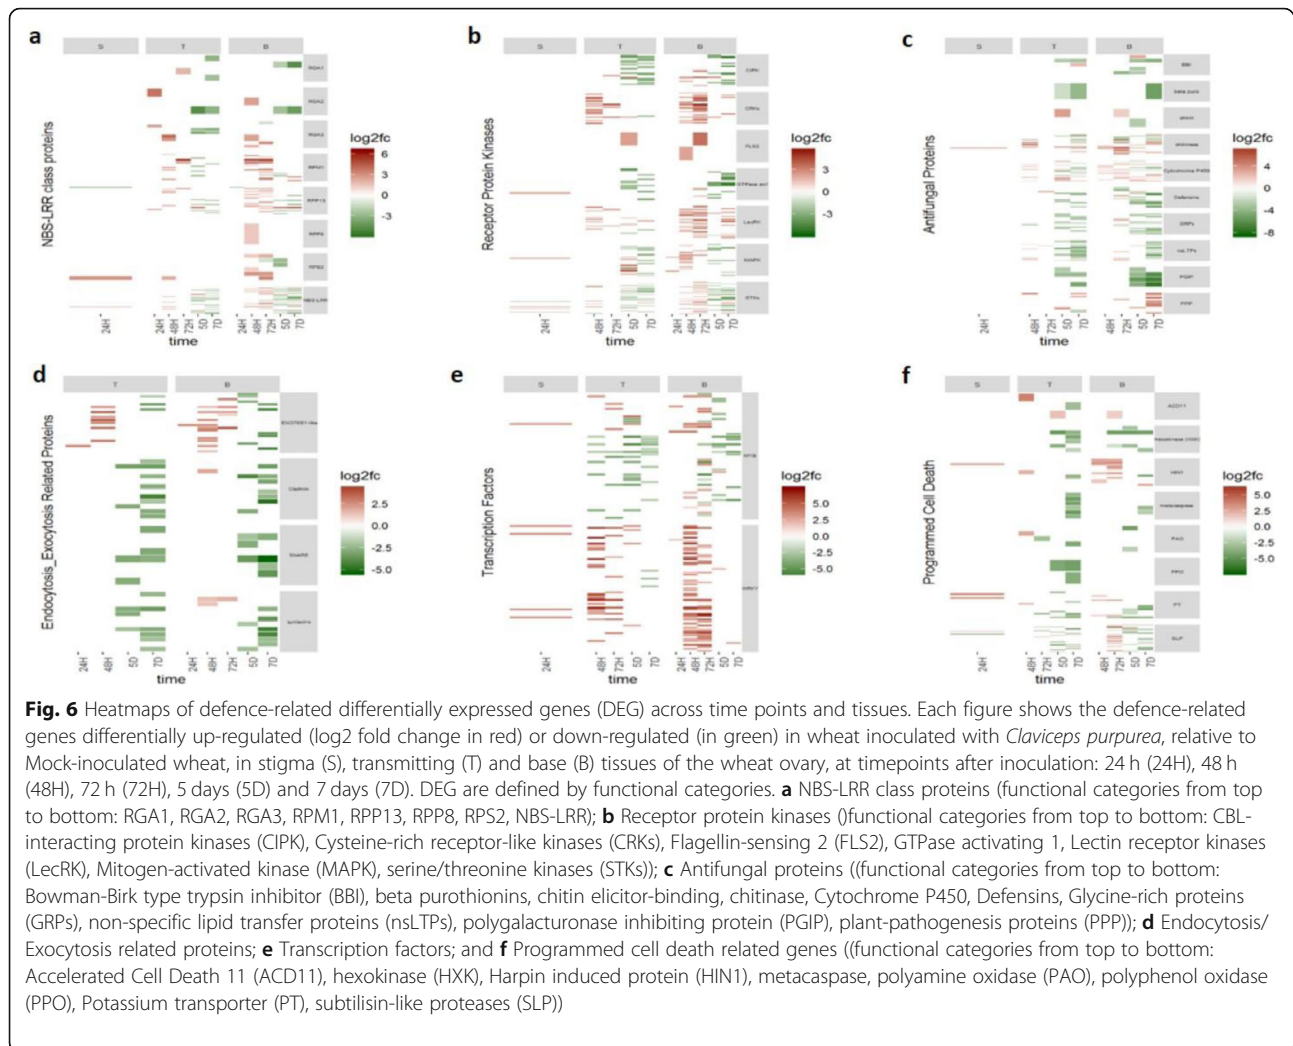 a
S
T
B
NBS-LRR class proteins
RGA1
RGA2
RGA3
RPM1
RPP13
RPP8
RPS2
NBS-LRR
log2fc
6
3
0
-3
24H
24H
48H
72H
5D
7D
24H
48H
72H
5D
7D
time
b
S
T
B
Receptor Protein Kinases
CIPK
CRKs
FLS2
GTPase act
LecRK
MAPK
STKs
log2fc
3
0
-3
24H
48H
72H
5D
7D
24H
48H
72H
5D
7D
time
c
S
T
B
Antifungal Proteins
BBI
beta puro
chitinase
Cytochrome P450
Defensins
GRPs
nsLTPs
PGIP
PPP
log2fc
4
0
-4
-8
24H
48H
72H
5D
7D
48H
72H
5D
7D
time
d
T
B
Endocytosis_Exocytosis Related Proteins
SNARE
log2fc
2.5
0.0
-2.5
-5.0
24H
48H
5D
7D
24H
48H
72H
5D
7D
time
e
S
T
B
Transcription Factors
MYB
WRKY
log2fc
5.0
2.5
0.0
-2.5
-5.0
24H
48H
72H
5D
7D
24H
48H
72H
5D
7D
time
f
S
T
B
Programmed Cell Death
ACD11
hexokinase (HXK)
HIN1
metacaspase
PAO
PPO
PT
SLP
log2fc
5.0
2.5
0.0
-2.5
-5.0
24H
48H
72H
5D
7D
48H
72H
5D
7D
time
Fig. 6 Heatmaps of defence-related differentially expressed genes (DEG) across time points and tissues. Each figure shows the defence-related
genes differentially up-regulated (log2 fold change in red) or down-regulated (in green) in wheat inoculated with Claviceps purpurea, relative to
Mock-inoculated wheat, in stigma (S), transmitting (T) and base (B) tissues of the wheat ovary, at timepoints after inoculation: 24 h (24H), 48 h
(48H), 72 h (72H), 5 days (5D) and 7 days (7D). DEG are defined by functional categories. a NBS-LRR class proteins (functional categories from top
to bottom: RGA1, RGA2, RGA3, RPM1, RPP13, RPP8, RPS2, NBS-LRR); b Receptor protein kinases ()functional categories from top to bottom: CBL-
interacting protein kinases (CIPK), Cysteine-rich receptor-like kinases (CRKs), Flagellin-sensing 2 (FLS2), GTPase activating 1, Lectin receptor kinases
(LecRK), Mitogen-activated kinase (MAPK), serine/threonine kinases (STKs)); c Antifungal proteins ((functional categories from top to bottom:
Bowman-Birk type trypsin inhibitor (BBI), beta purothionins, chitin elicitor-binding, chitinase, Cytochrome P450, Defensins, Glycine-rich proteins
(GRPs), non-specific lipid transfer proteins (nsLTPs), polygalacturonase inhibiting protein (PGIP), plant-pathogenesis proteins (PPP)); d Endocytosis/
Exocytosis related proteins; e Transcription factors; and f Programmed cell death related genes ((functional categories from top to bottom:
Accelerated Cell Death 11 (ACD11), hexokinase (HXK), Harpin induced protein (HIN1), metacaspase, polyamine oxidase (PAO), polyphenol oxidase
(PPO), Potassium transporter (PT), subtilisin-like proteases (SLP))